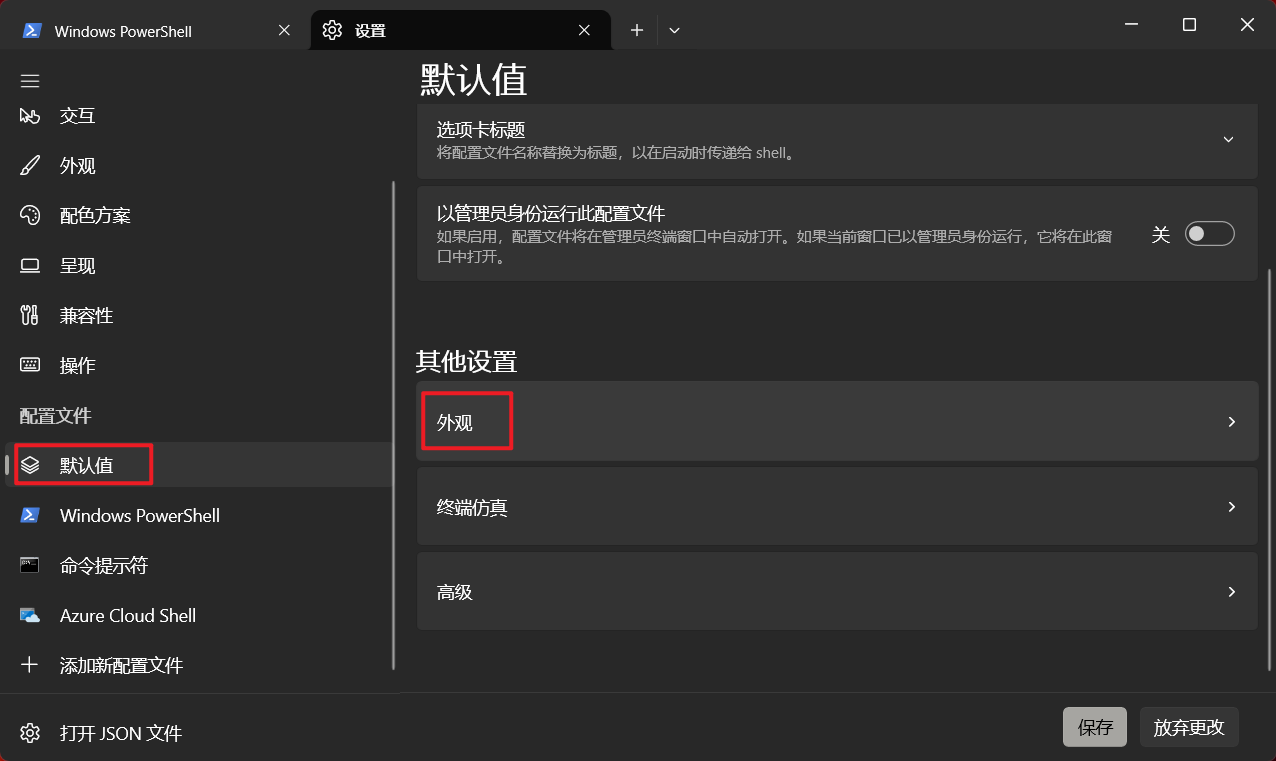 Windows PowerShell
设置
交互
外观
配色方案
呈现
兼容性
操作
配置文件
默认值
Windows PowerShell
命令提示符
Azure Cloud Shell
添加新配置文件
打开 JSON 文件
默认值
选项卡标题
将配置文件名称替换为标题，以在启动时传递给 shell。
以管理员身份运行此配置文件
如果启用，配置文件将在管理员终端窗口中自动打开。如果当前窗口已以管理员身份运行，它将在此窗
口中打开。
关
其他设置
外观
终端仿真
高级
保存
放弃更改